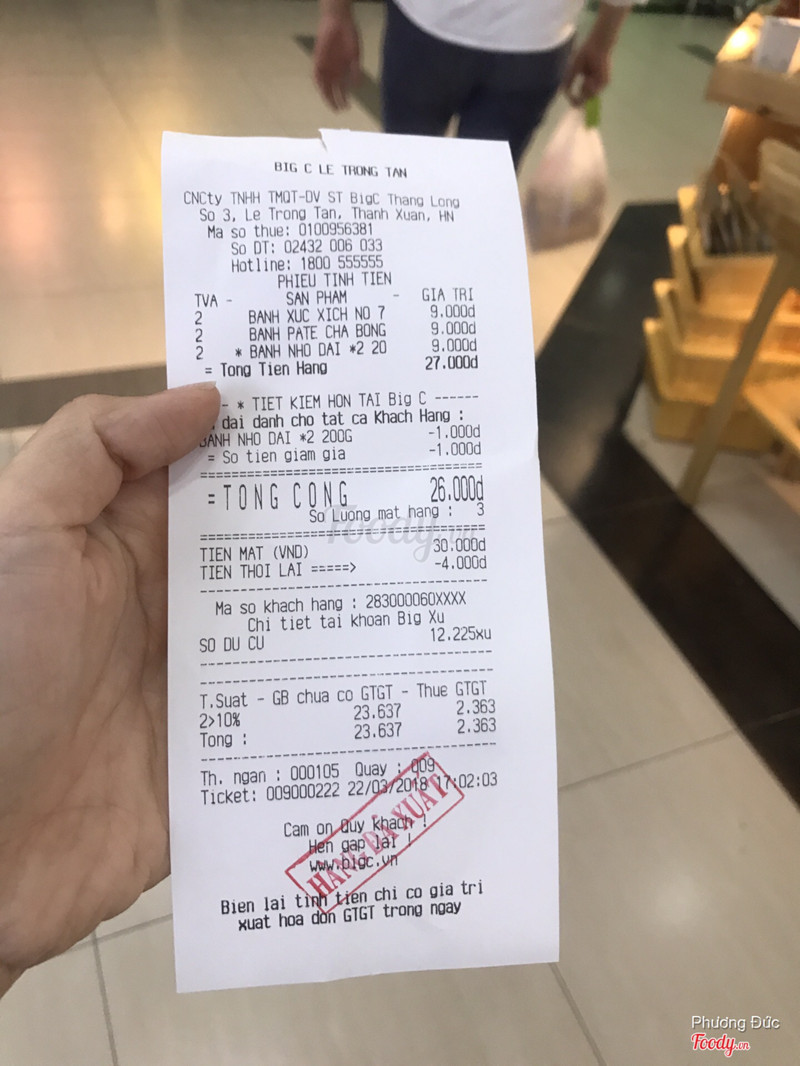 BIG C LE TRONG TAN
CNCty TNHH TMQT-DV ST BigC Thang Long
So 3, Le Trong Tan, Thanh Xuan, HN
Ma so thue: 0100956381
So DT: 02432 006 033
Hotline: 1800 555555
PHIEU TINH TIEN
TVA - SAN PHAM - GIA TRI
2 BANH XUC XICH NO 7 9.000d
2 BANH PATE CHA BONG 9.000d
2 * BANH NHO DAI *2 20 9.000d
= Tong Tien Hang 27.000d
- * TIET KIEM HON TAI Big C ------
dai danh cho tat ca Khach Hang :
BANH NHO DAI *2 200G -1.000d
= So tien giam gia -1.000d
=TONG CONG 26.000d
So Luong mat hang : 3
TIEN MAT (VND) 30.000d
TIEN THOI LAI =====> -4.000d
Ma so khach hang : 283000060XXXX
Chi tiet tai khoan Big Xu
SO DU CU 12.225xu
T.Suat - GB chua co GTGT - Thue GTGT
2>10% 23.637 2.363
Tong : 23.637 2.363
Th. ngan : 000105 Quay : 009
Ticket: 009000222 22/03/2018 17:02:03
Cam on Quy khach !
Hen gap lai !
www.bigc.vn
HÀNG ĐÃ XUẤT
Bien lai tinh tien chi co gia tri
xuat hoa don GTGT trong ngay
Foody.vn
Phương Đức
Foody.vn